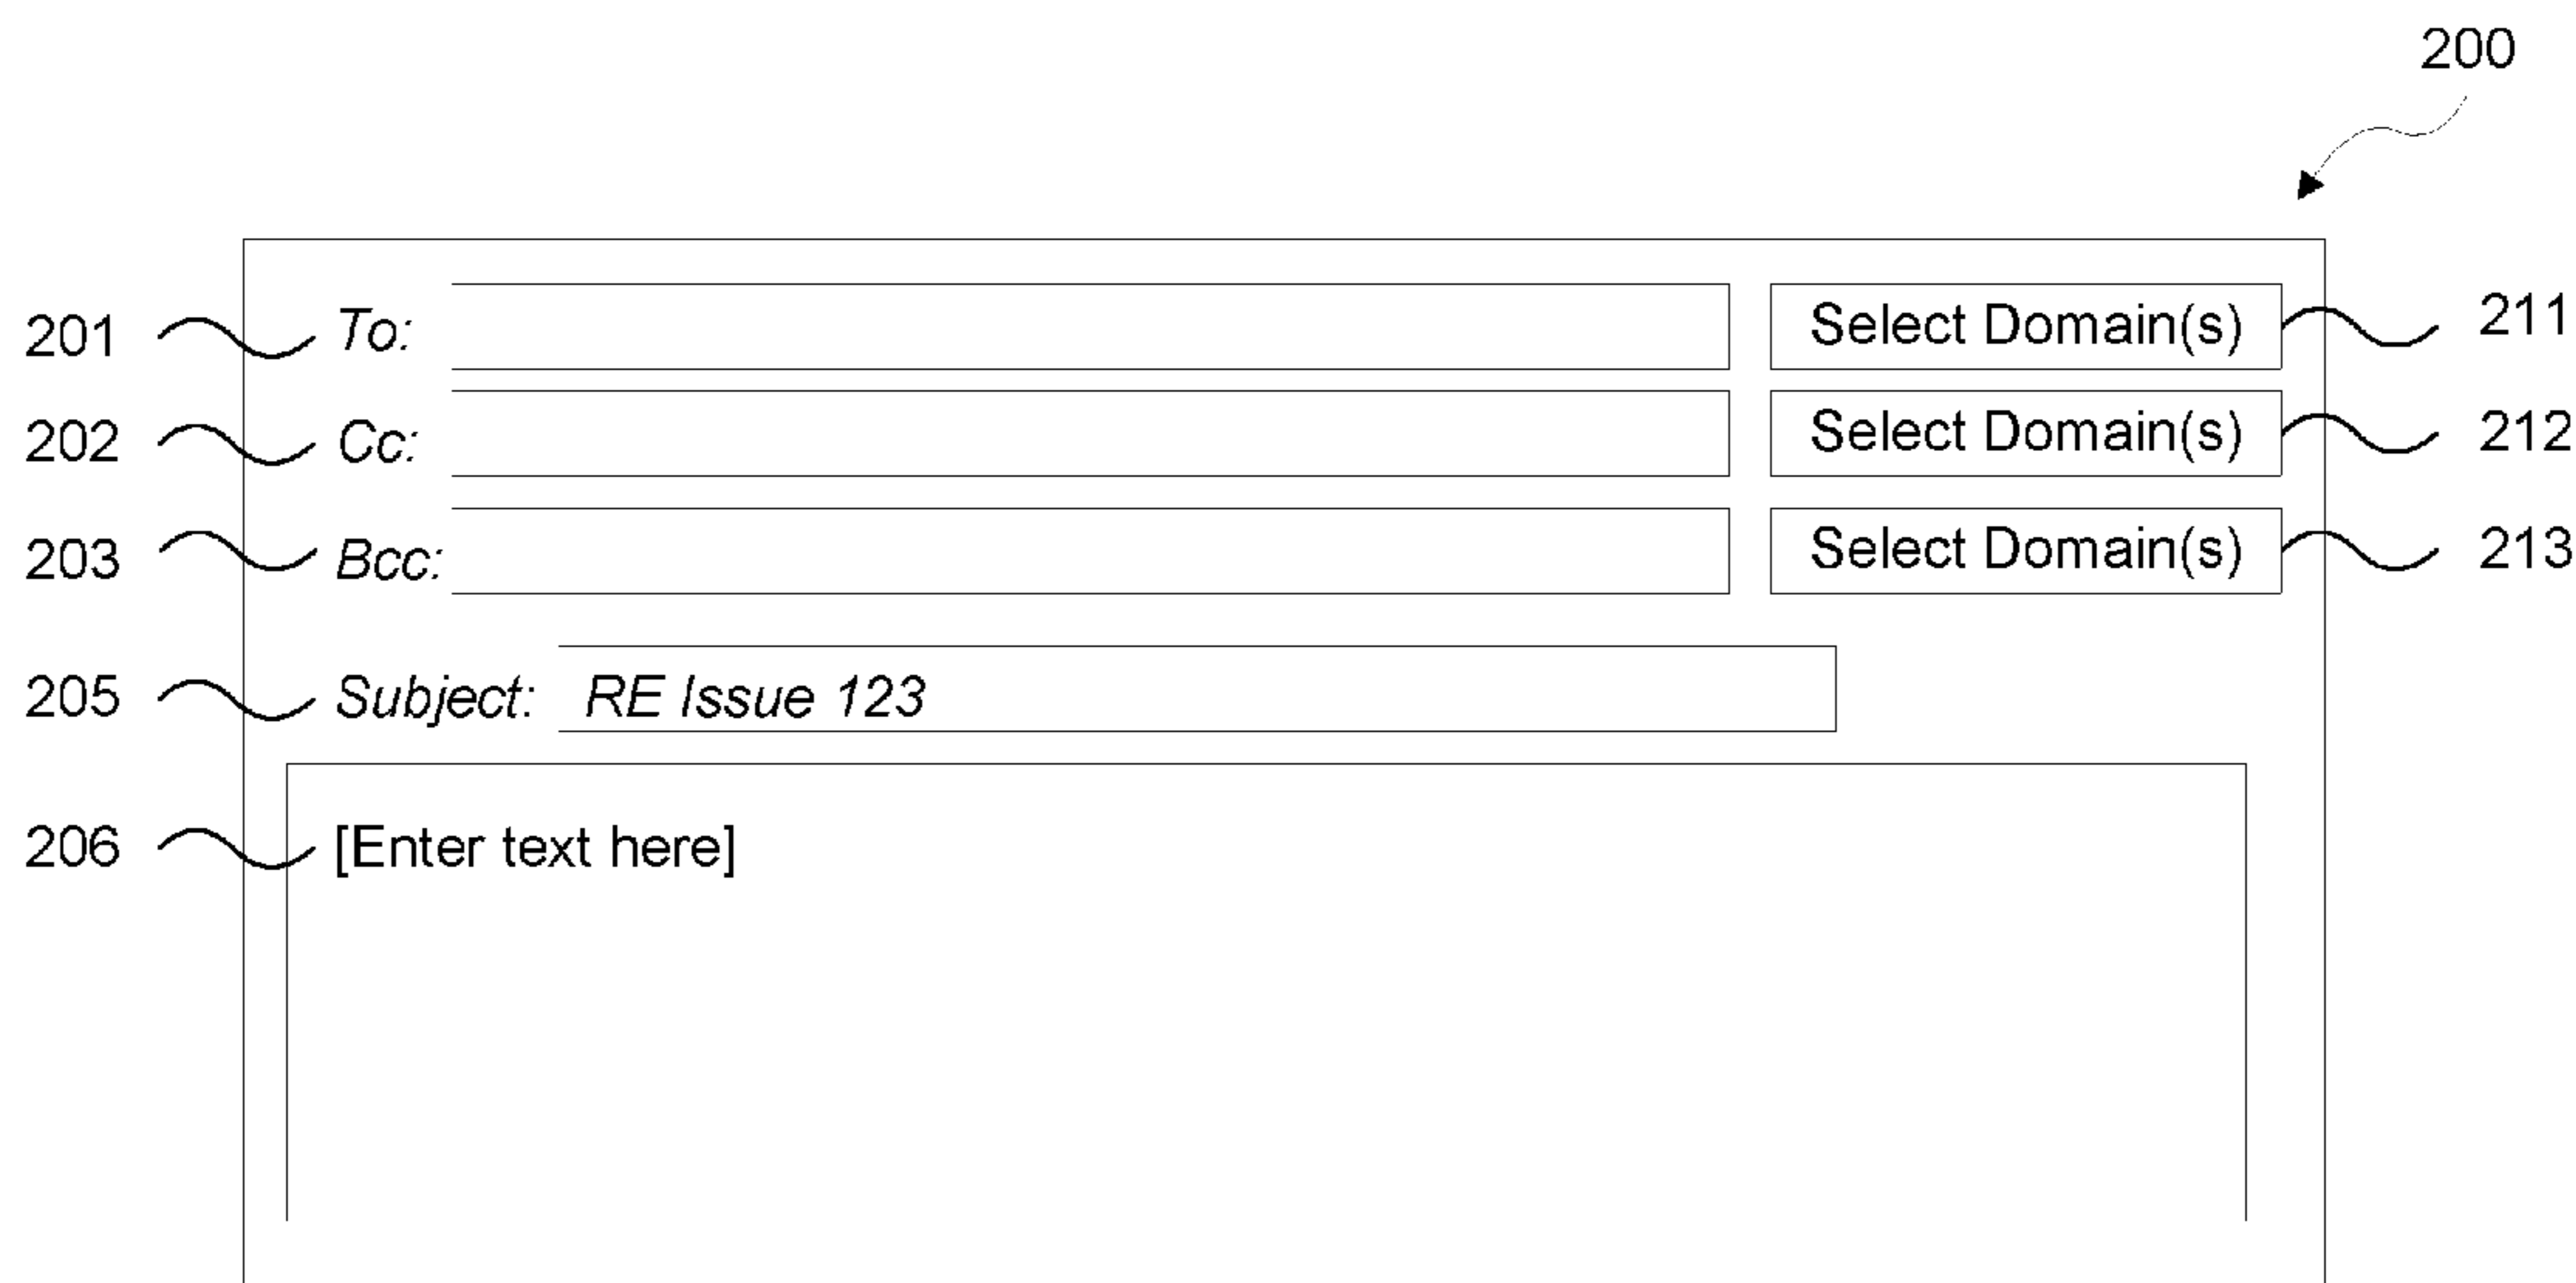 200
201 To: Select Domain(s) 211
202 Cc: Select Domain(s) 212
203 Bcc: Select Domain(s) 213
205 Subject: RE Issue 123
206 [Enter text here]